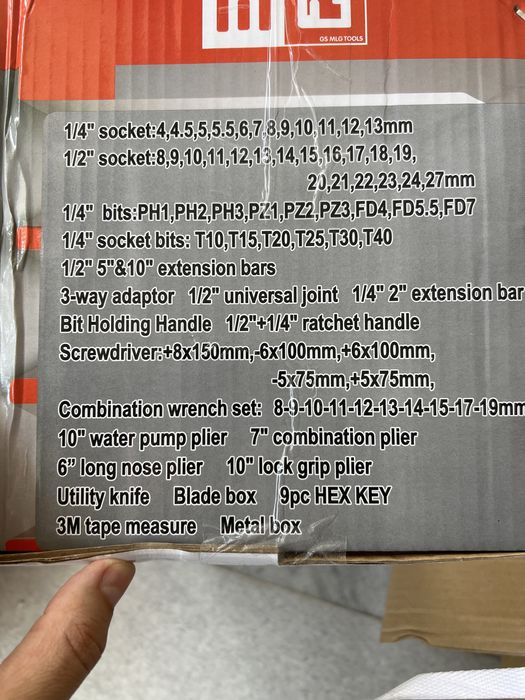 GS MLG TOOLS
1/4" socket:4,4.5,5,5.5,6,7,8,9,10,11,12,13mm
1/2" socket:8,9,10,11,12,13,14,15,16,17,18,19,
20,21,22,23,24,27mm
1/4" bits:PH1,PH2,PH3,PZ1,PZ2,PZ3,FD4,FD5.5,FD7
1/4" socket bits: T10,T15,T20,T25,T30,T40
1/2" 5"&10" extension bars
3-way adaptor 1/2" universal joint 1/4" 2" extension bar
Bit Holding Handle 1/2"+1/4" ratchet handle
Screwdriver:+8x150mm,-6x100mm,+6x100mm,
-5x75mm,+5x75mm,
Combination wrench set: 8-9-10-11-12-13-14-15-17-19mm
10" water pump plier 7" combination plier
6” long nose plier 10" lock grip plier
Utility knife Blade box 9pc HEX KEY
3M tape measure Metal box